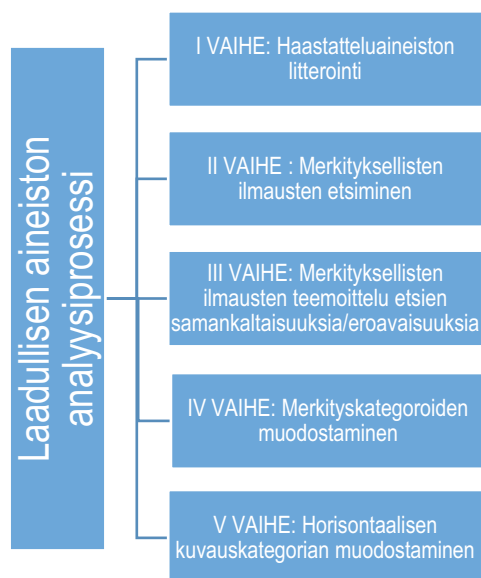 Laadullisen aineiston
analyysiprosessi
I VAIHE: Haastatteluaineiston
litterointi
II VAIHE : Merkityksellisten
ilmausten etsiminen
III VAIHE: Merkityksellisten
ilmausten teemoittelu etsien
samankaltaisuuksia/eroavaisuuksia
IV VAIHE: Merkityskategoroiden
muodostaminen
V VAIHE: Horisontaalisen
kuvauskategorian muodostaminen